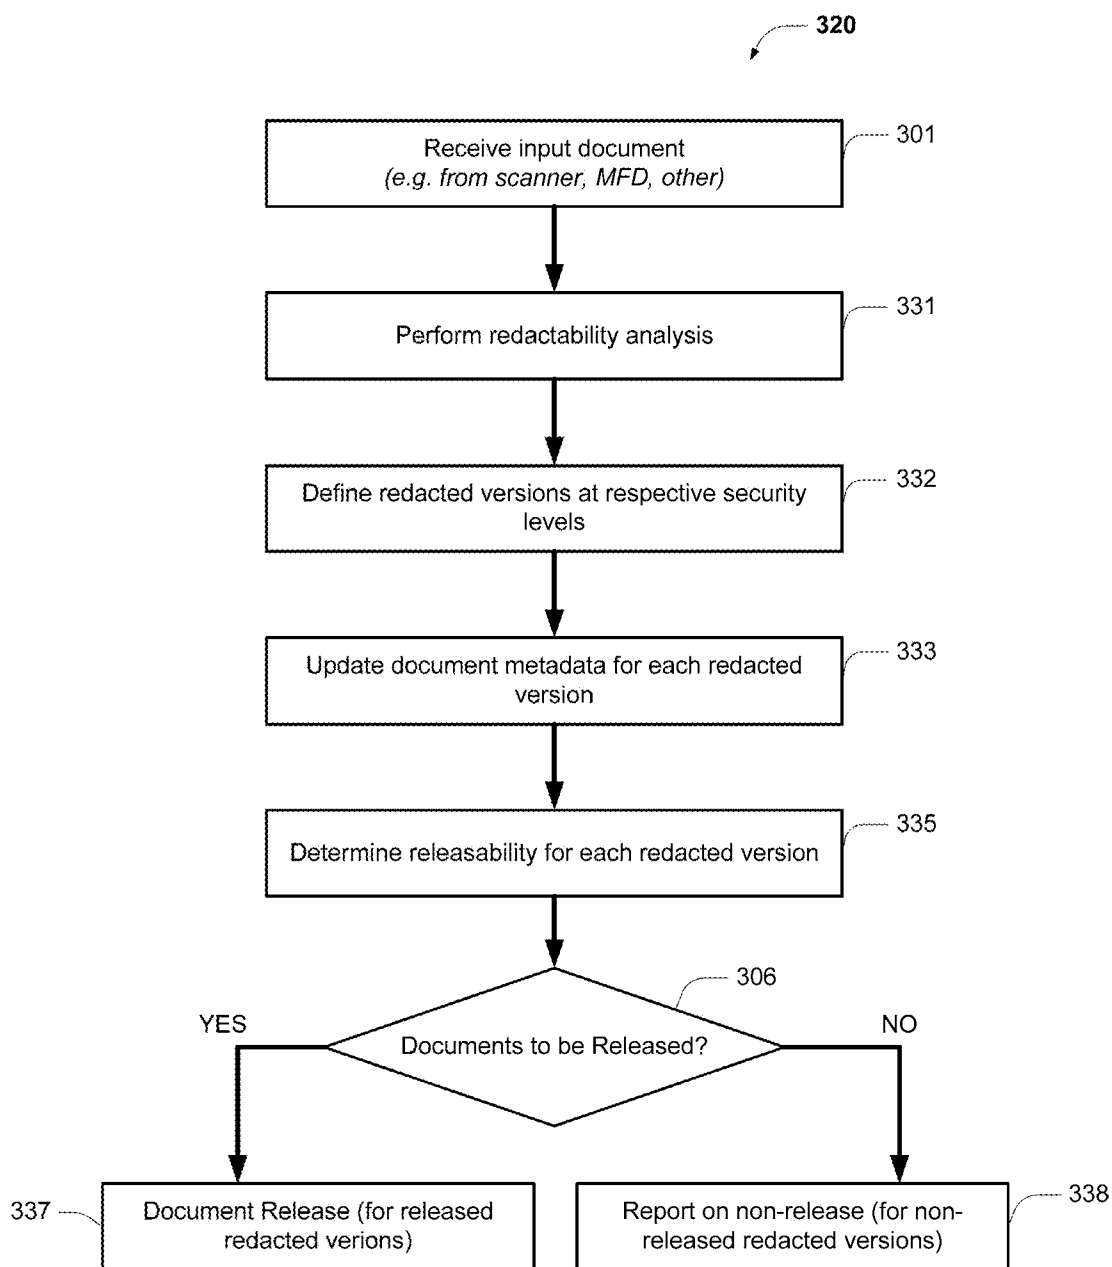 320
Receive input document
(e.g. from scanner, MFD, other)
301
Perform redactability analysis
331
Define redacted versions at respective security
levels
332
Update document metadata for each redacted
version
333
Determine releasability for each redacted version
335
306
YES
NO
Documents to be Released?
337
Document Release (for released
redacted verions)
Report on non-release (for non-
released redacted versions)
338